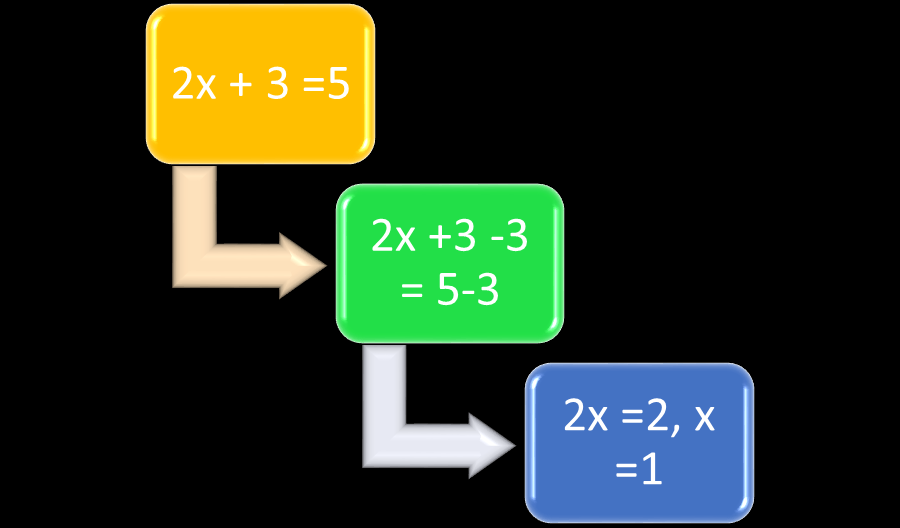 2x + 3 =5
2x +3 -3
= 5-3
2x =2, x
=1